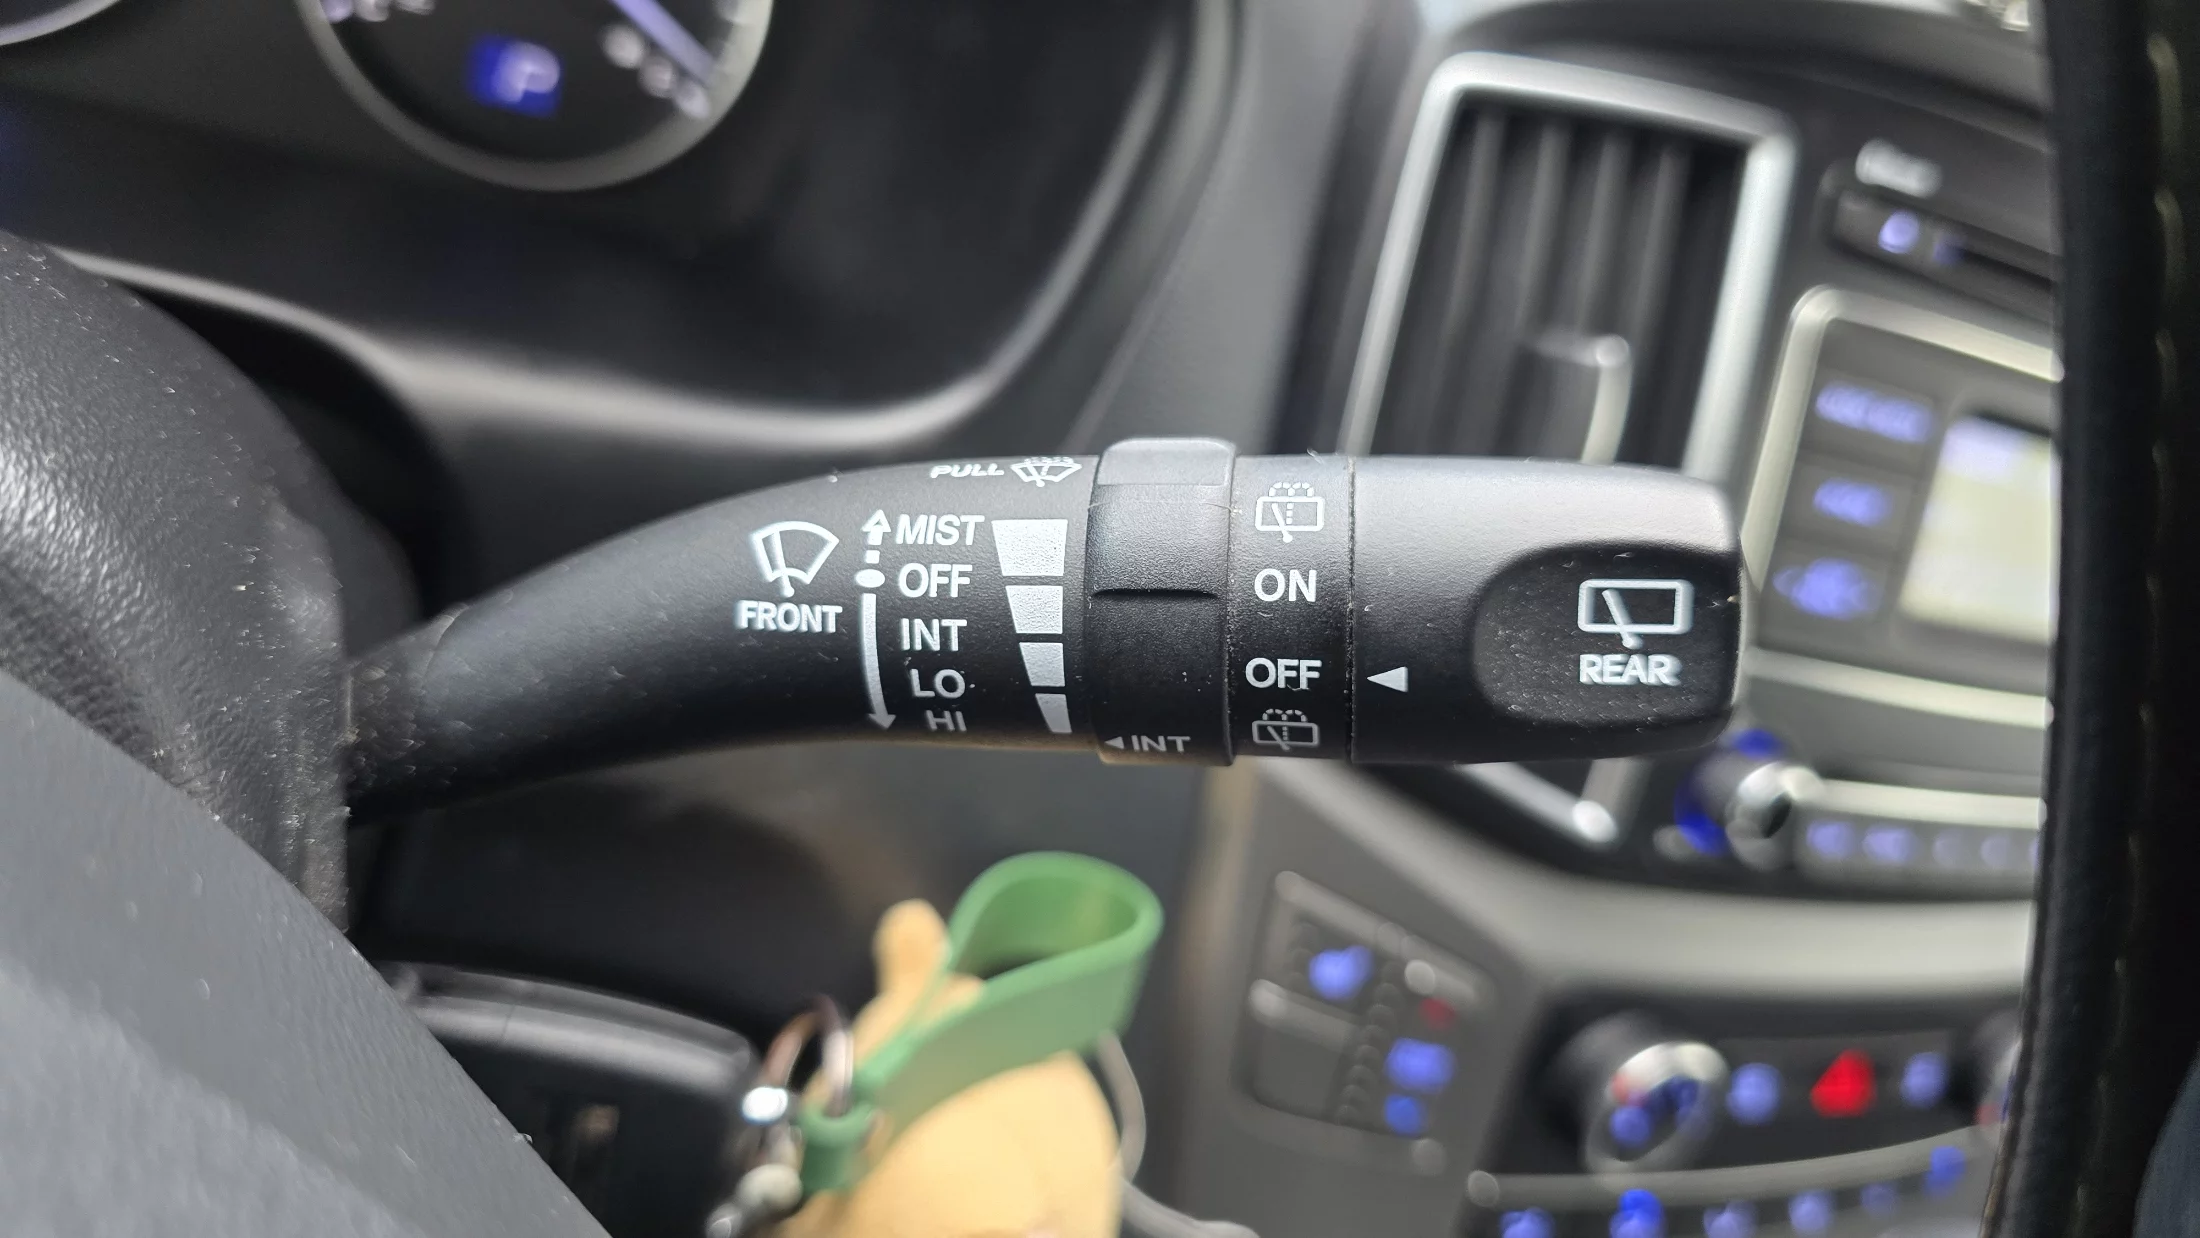 PULL
MIST
OFF
INT
LO
HI
FRONT
INT
ON
OFF
REAR
P